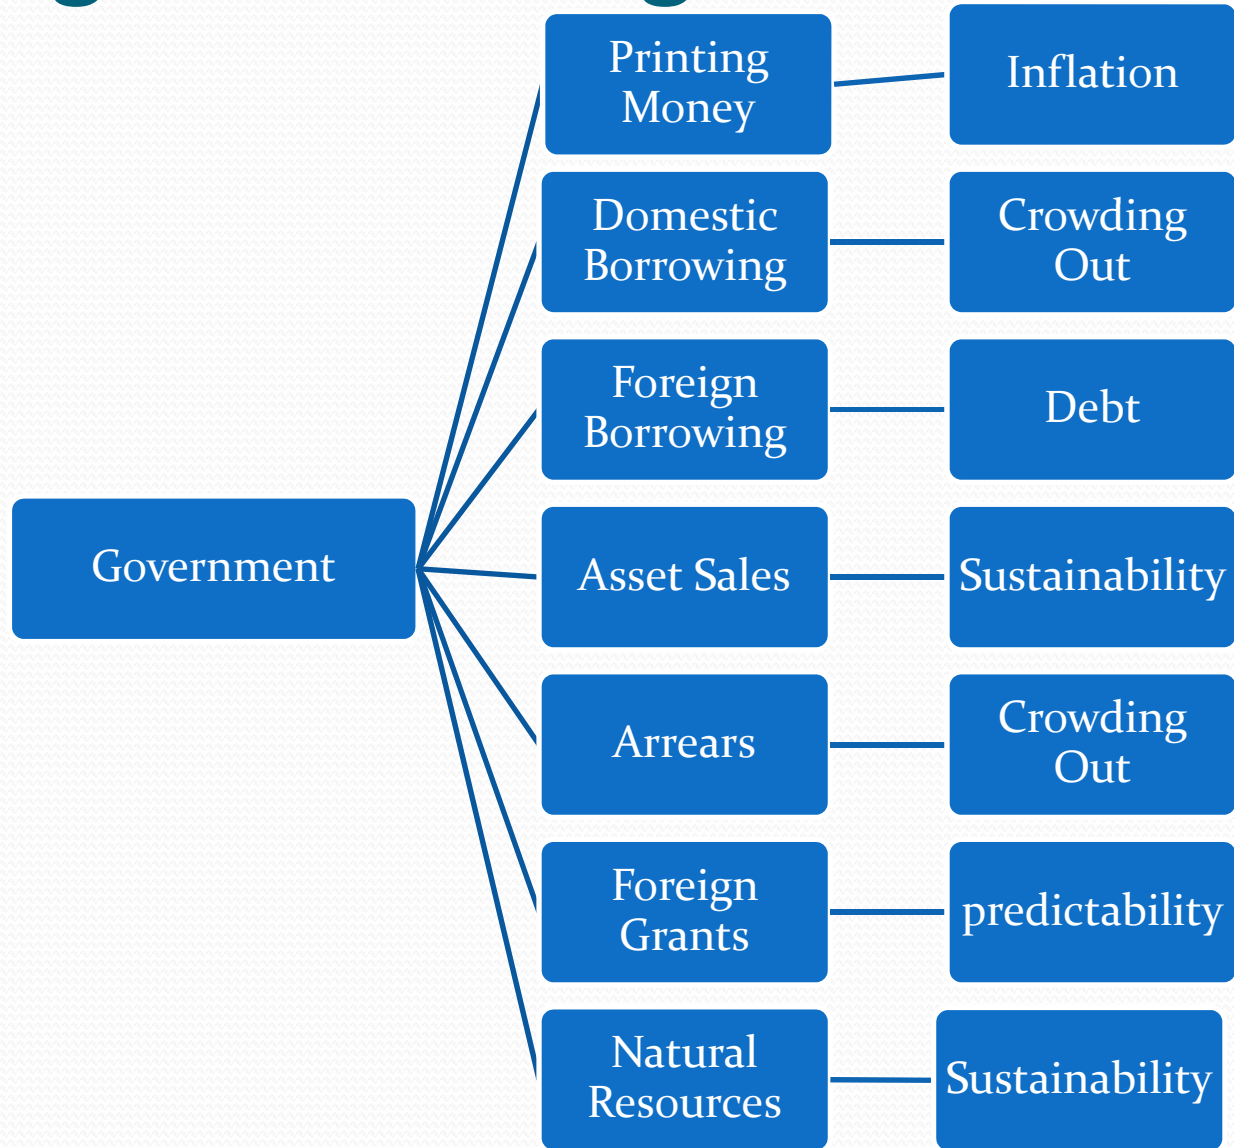 Printing
Money
Inflation
Domestic
Borrowing
Crowding
Out
Foreign
Borrowing
Debt
Government
Asset Sales
Sustainability
Arrears
Crowding
Out
Foreign
Grants
predictability
Natural
Resources
Sustainability